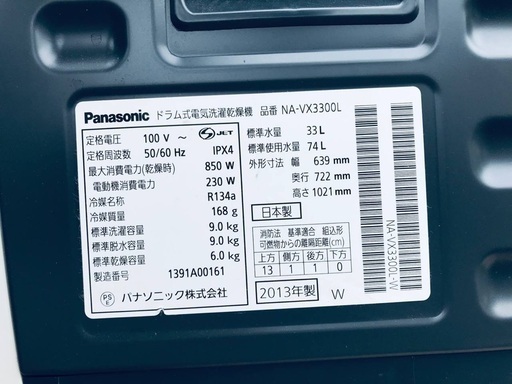 Panasonic ドラム式電気洗濯乾燥機 品番 NA-VX3300L
定格電圧 100 V ~ S JET
定格周波数 50/60 Hz IPX4
最大消費電力(乾燥時) 850 W
電動機消費電力 230 W
冷媒名称 R134a
冷媒質量 168 g
標準洗濯容量 9.0 kg
標準脱水容量 9.0 kg
標準乾燥容量 6.0 kg
製造番号 1391A00161
PS E パナソニック株式会社
標準水量 33 L
標準使用水量 74 L
外形寸法 幅 639 mm
奥行 722 mm
高さ 1021 mm
日本製
消防法 基準適合 組込形
可燃物からの離隔距離(cm)
上方 側方 後方 下方
13 1 1 0
2013年製 W
NA-VX3300L-W